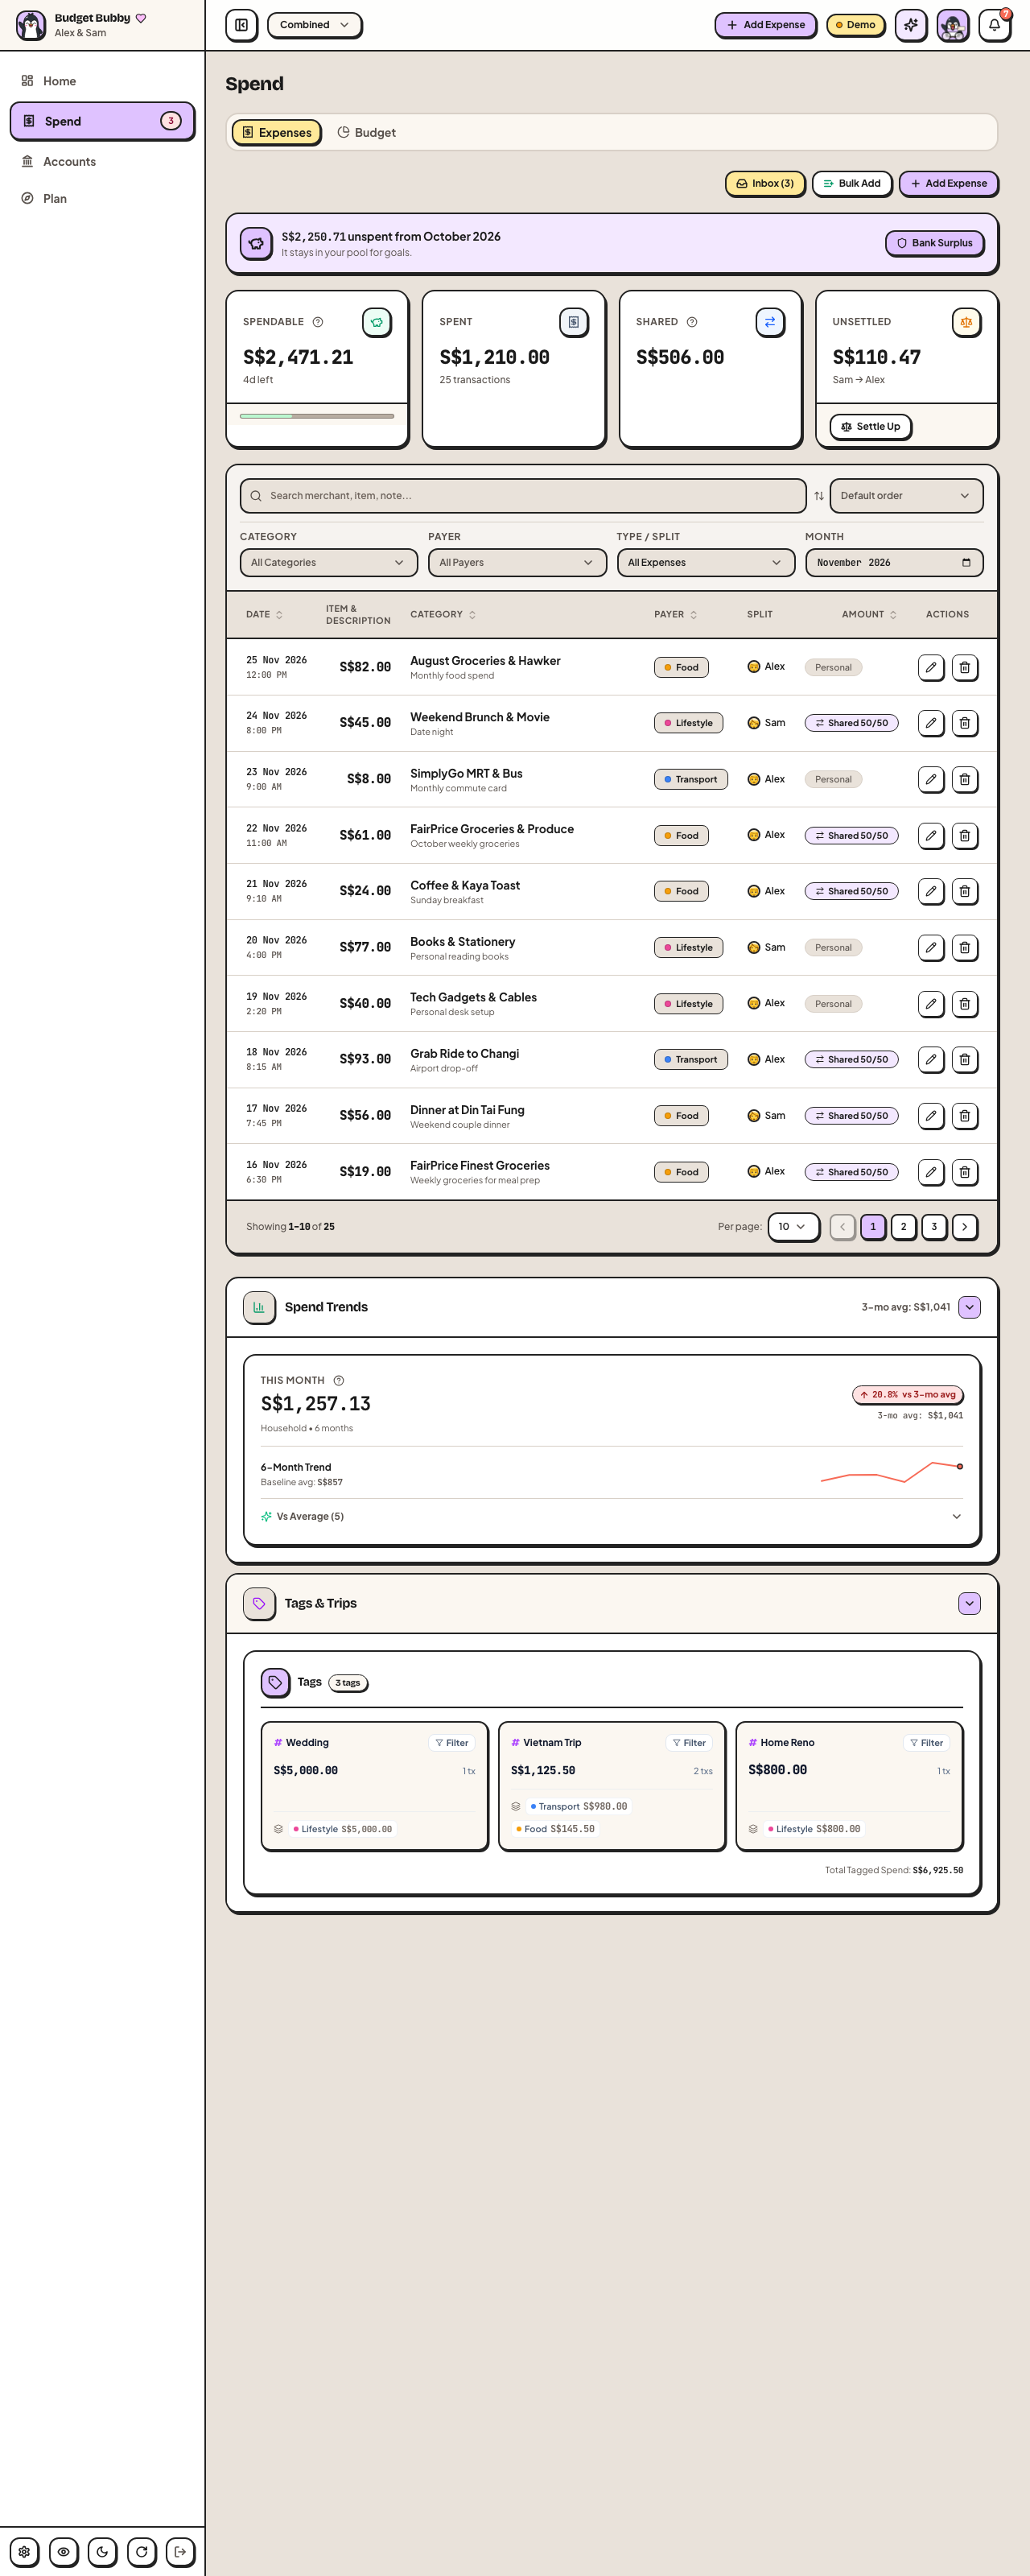 Budget Bubby
Alex & Sam
Combined
Add Expense
Demo
7
Home
Spend
3
Accounts
Plan
Spend
Expenses
Budget
Inbox (3)
Bulk Add
Add Expense
S$2,250.71 unspent from October 2026
It stays in your pool for goals.
Bank Surplus
SPENDABLE
S$2,471.21
4d left
SPENT
S$1,210.00
25 transactions
SHARED
S$506.00
UNSETTLED
S$110.47
Sam → Alex
Settle Up
Search merchant, item, note...
Default order
CATEGORY
PAYER
TYPE / SPLIT
MONTH
All Categories
All Payers
All Expenses
November 2026
DATE
ITEM &
DESCRIPTION
CATEGORY
PAYER
SPLIT
AMOUNT
ACTIONS
25 Nov 2026
12:00 PM
S$82.00
August Groceries & Hawker
Monthly food spend
Food
Alex
Personal
24 Nov 2026
8:00 PM
S$45.00
Weekend Brunch & Movie
Date night
Lifestyle
Sam
Shared 50/50
23 Nov 2026
9:00 AM
S$8.00
SimplyGo MRT & Bus
Monthly commute card
Transport
Alex
Personal
22 Nov 2026
11:00 AM
S$61.00
FairPrice Groceries & Produce
October weekly groceries
Food
Alex
Shared 50/50
21 Nov 2026
9:10 AM
S$24.00
Coffee & Kaya Toast
Sunday breakfast
Food
Alex
Shared 50/50
20 Nov 2026
4:00 PM
S$77.00
Books & Stationery
Personal reading books
Lifestyle
Sam
Personal
19 Nov 2026
2:20 PM
S$40.00
Tech Gadgets & Cables
Personal desk setup
Lifestyle
Alex
Personal
18 Nov 2026
8:15 AM
S$93.00
Grab Ride to Changi
Airport drop-off
Transport
Alex
Shared 50/50
17 Nov 2026
7:45 PM
S$56.00
Dinner at Din Tai Fung
Weekend couple dinner
Food
Sam
Shared 50/50
16 Nov 2026
6:30 PM
S$19.00
FairPrice Finest Groceries
Weekly groceries for meal prep
Food
Alex
Shared 50/50
Showing 1–10 of 25
Per page:
10
1
2
3
Spend Trends
3-mo avg: S$1,041
THIS MONTH
S$1,257.13
Household • 6 months
20.8% vs 3-mo avg
3-mo avg: S$1,041
6-Month Trend
Baseline avg: S$857
Vs Average (5)
Tags & Trips
Tags
3 tags
# Wedding
Filter
S$5,000.00
1 tx
Lifestyle S$5,000.00
# Vietnam Trip
Filter
S$1,125.50
2 txs
Transport S$980.00
Food S$145.50
# Home Reno
Filter
S$800.00
1 tx
Lifestyle S$800.00
Total Tagged Spend: S$6,925.50